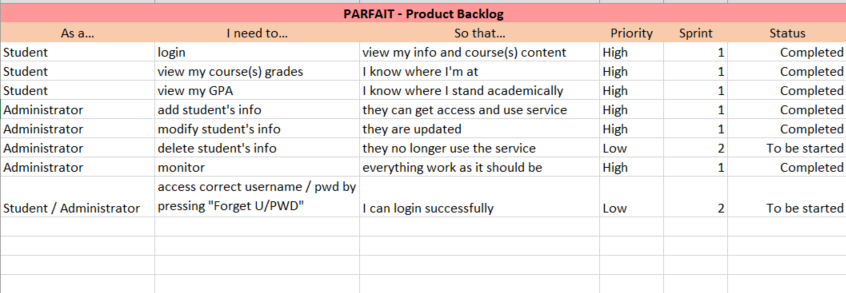 PARFAIT - Product Backlog
As a... I need to... So that... Priority Sprint Status
Student login view my info and course(s) content High 1 Completed
Student view my course(s) grades I know where I'm at High 1 Completed
Student view my GPA I know where I stand academically High 1 Completed
Administrator add student's info they can get access and use service High 1 Completed
Administrator modify student's info they are updated High 1 Completed
Administrator delete student's info they no longer use the service Low 2 To be started
Administrator monitor everything work as it should be High 1 Completed
access correct username / pwd by
Student / Administrator pressing "Forget U/PWD" I can login successfully Low 2 To be started